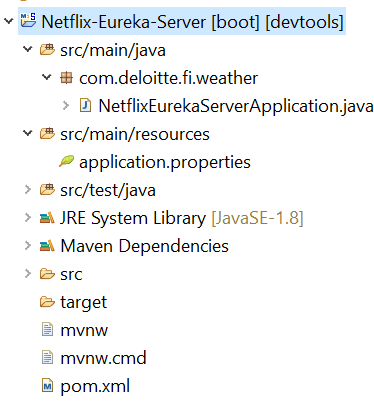 Netflix-Eureka-Server [boot] [devtools]
src/main/java
com.deloitte.fi.weather
NetflixEurekaServerApplication.java
src/main/resources
application.properties
src/test/java
JRE System Library [JavaSE-1.8]
Maven Dependencies
src
target
mvnw
mvnw.cmd
pom.xml